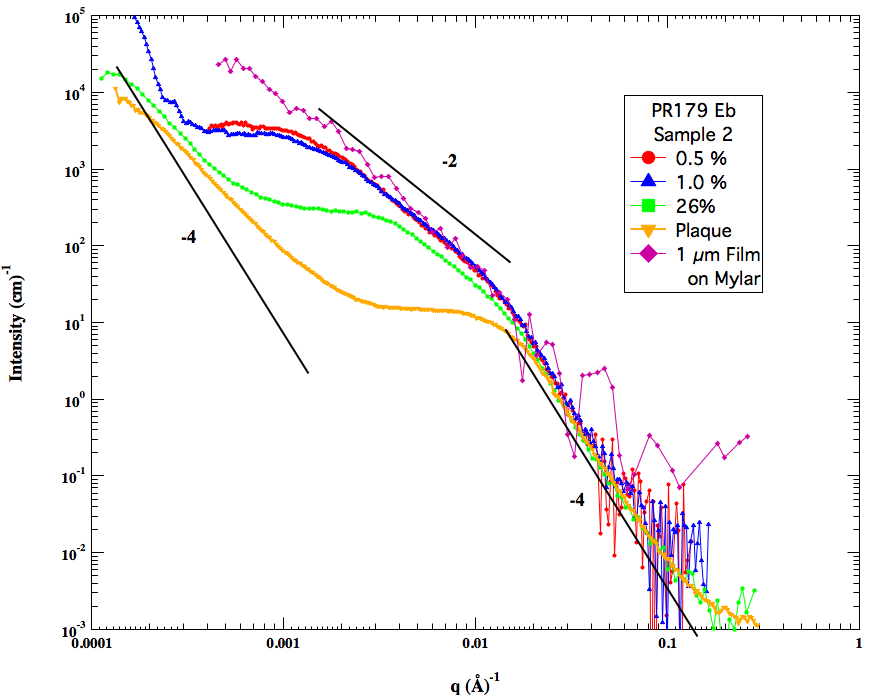 10^5
10^4
10^3
10^2
10^1
10^0
10^-1
10^-2
10^-3
Intensity (cm)^-1
-4
-2
-4
PR179 Eb
Sample 2
0.5 %
1.0 %
26%
Plaque
1 µm Film
on Mylar
0.0001 0.001 0.01 0.1 1
q (Å)^-1